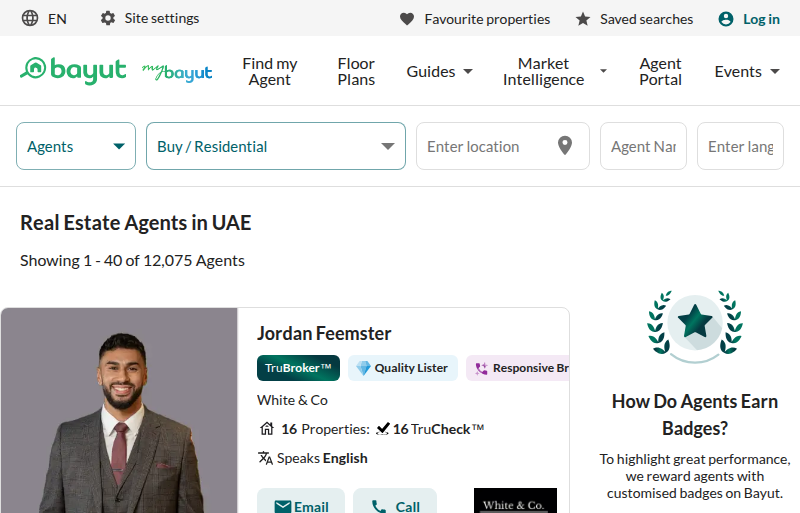 EN
Site settings
Favourite properties
Saved searches
Log in
bayut
my bayut
Find my Agent
Floor Plans
Guides
Market Intelligence
Agent Portal
Events
Agents
Buy / Residential
Enter location
Agent Nar
Enter lang
Real Estate Agents in UAE
Showing 1 - 40 of 12,075 Agents
Jordan Feemster
TruBroker™
Quality Lister
Responsive Br
White & Co
16 Properties: 16 TruCheck™
Speaks English
Email
Call
White & Co.
How Do Agents Earn
Badges?
To highlight great performance,
we reward agents with
customised badges on Bayut.